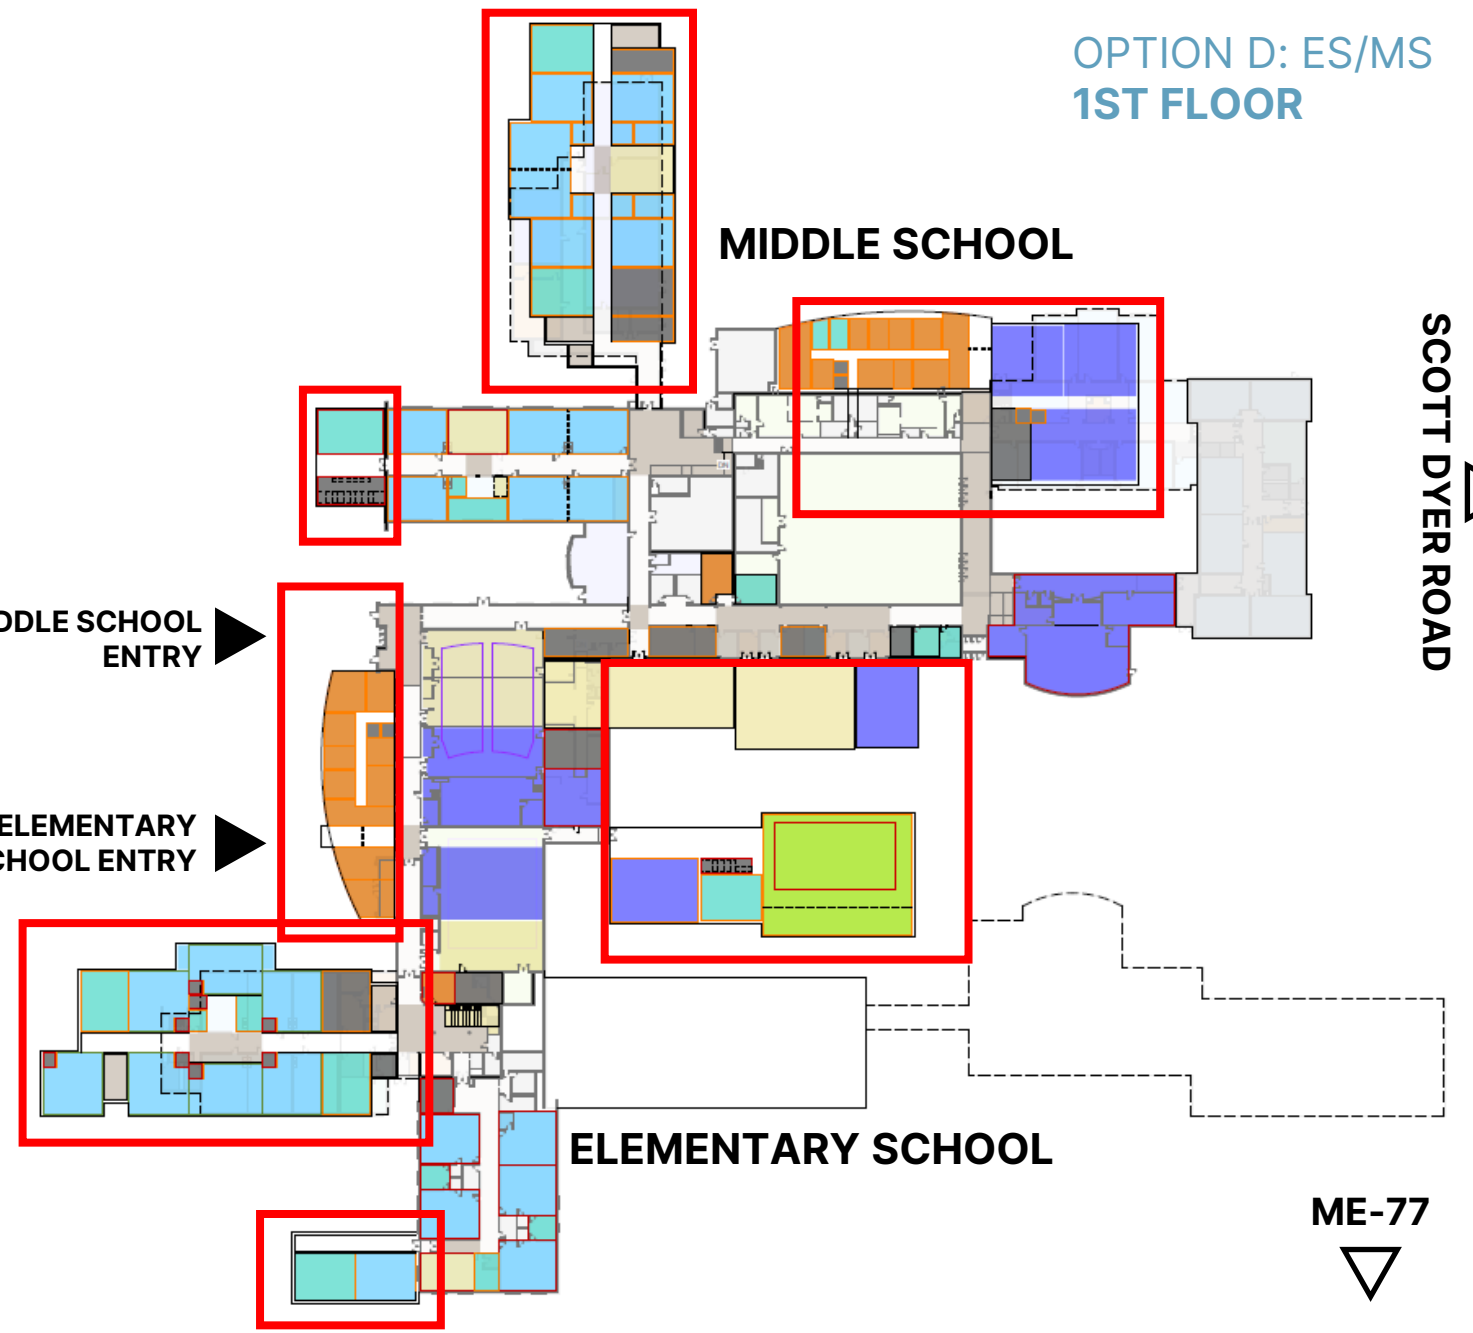 OPTION D: ES/MS
1ST FLOOR
MIDDLE SCHOOL
SCOTT DYER ROAD
DDLE SCHOOL
ENTRY
ELEMENTARY
CHOOL ENTRY
ELEMENTARY SCHOOL
ME-77